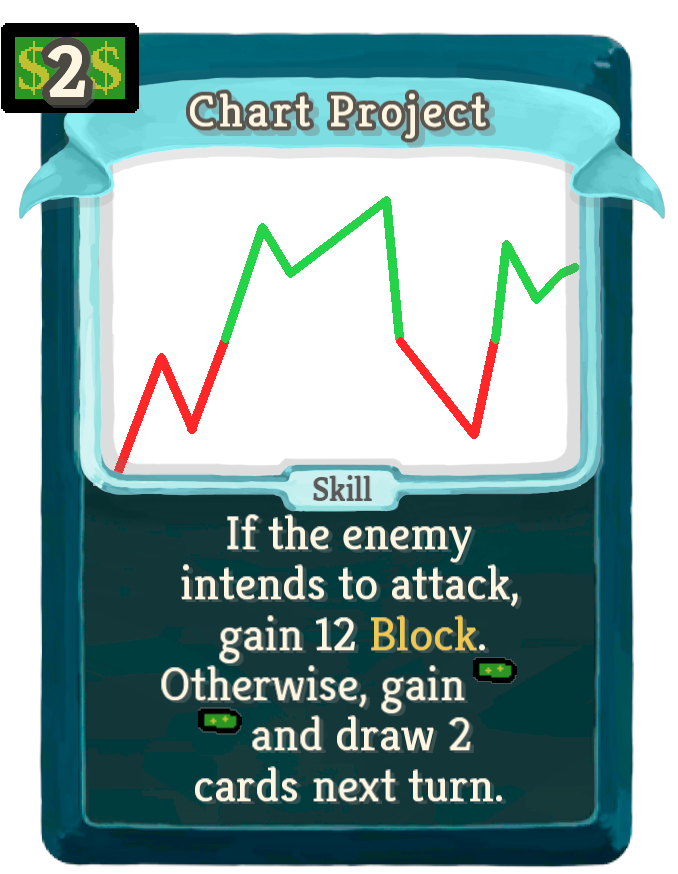 $2$
Chart Project
Skill
If the enemy
intends to attack,
gain 12 Block.
Otherwise, gain
and draw 2
cards next turn.